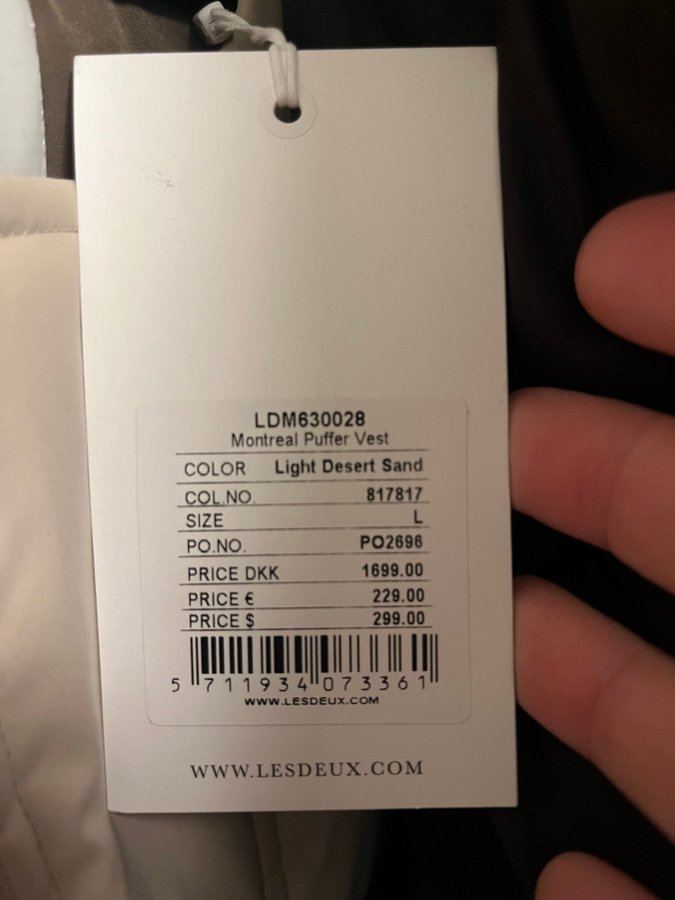 LDM630028
Montreal Puffer Vest
COLOR Light Desert Sand
COL.NO. 817817
SIZE L
PO.NO. PO2696
PRICE DKK 1699.00
PRICE € 229.00
PRICE $ 299.00
5 711934 073361
WWW.LESDEUX.COM
WWW.LESDEUX.COM